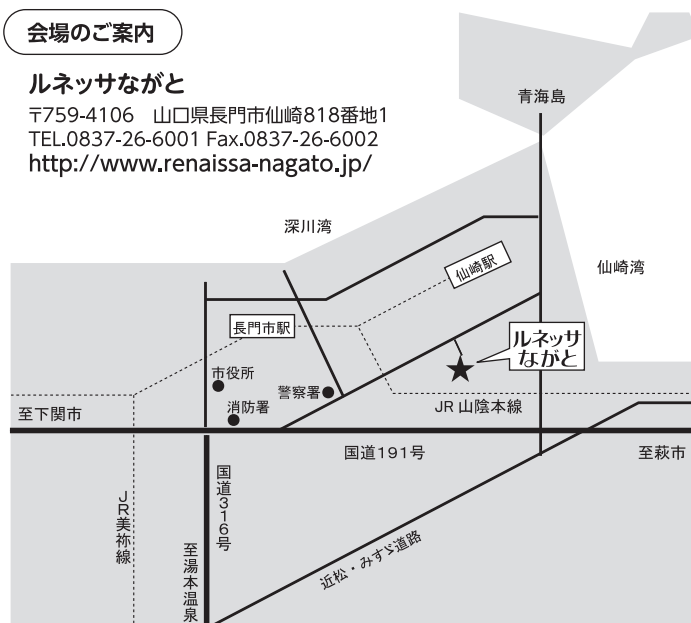 会場のご案内
ルネッサながと
〒759-4106　山口県長門市仙崎818番地1
TEL.0837-26-6001 Fax.0837-26-6002
http://www.renaissa-nagato.jp/
青海島
深川湾
仙崎駅
仙崎湾
長門市駅
ルネッサ
ながと
市役所
警察署
消防署
JR 山陰本線
至下関市
国道191号
至萩市
JR美祢線
国道316号
至湯本温泉
近松・みすゞ道路